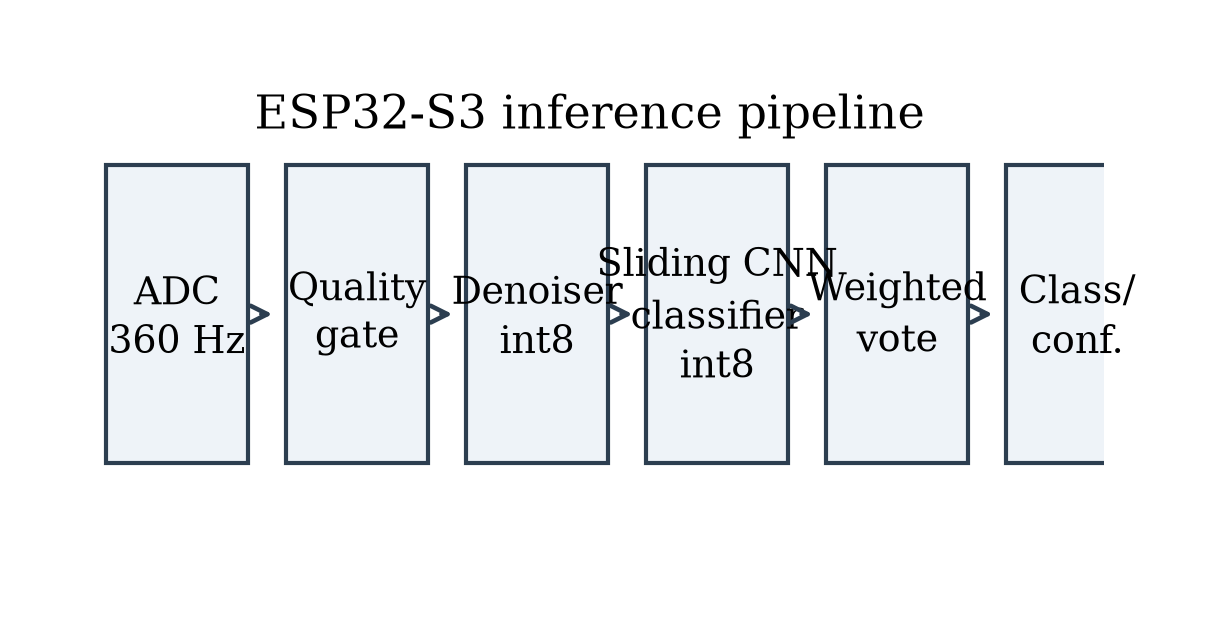 ESP32-S3 inference pipeline
ADC
360 Hz
Quality
gate
Denoiser
int8
Sliding CNN
classifier
int8
Weighted
vote
Class/
conf.